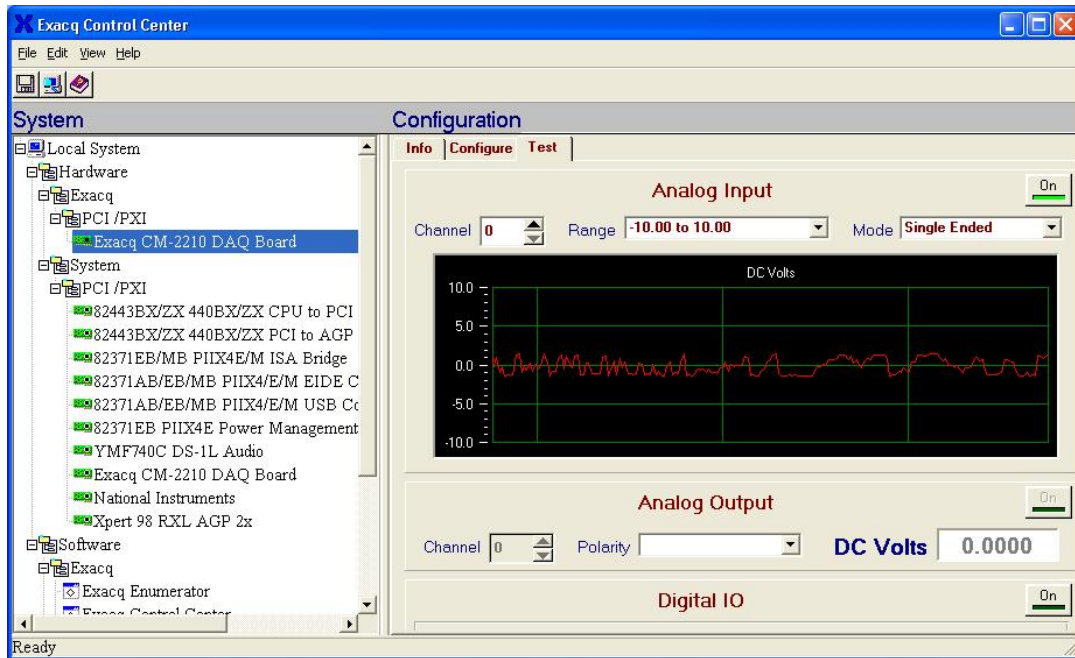 Exacq Control Center
File Edit View Help
System
Configuration
Local System
Hardware
Exacq
PCI /PXI
Exacq CM-2210 DAQ Board
System
PCI /PXI
82443BX/ZX 440BX/ZX CPU to PCI
82443BX/ZX 440BX/ZX PCI to AGP
82371EB/MB PIIX4E/M ISA Bridge
82371AB/EB/MB PIIX4/E/M EIDE C
82371AB/EB/MB PIIX4/E/M USB Co
82371EB PIIX4E Power Management
YMF740C DS-1L Audio
Exacq CM-2210 DAQ Board
National Instruments
Xpert 98 RXL AGP 2x
Software
Exacq
Exacq Enumerator
Exacq Control Center
Info Configure Test
Analog Input
On
Channel 0 Range -10.00 to 10.00 Mode Single Ended
DC Volts
10.0
5.0
0.0
-5.0
-10.0
Analog Output
On
Channel 0 Polarity DC Volts 0.0000
Digital IO
On
Ready